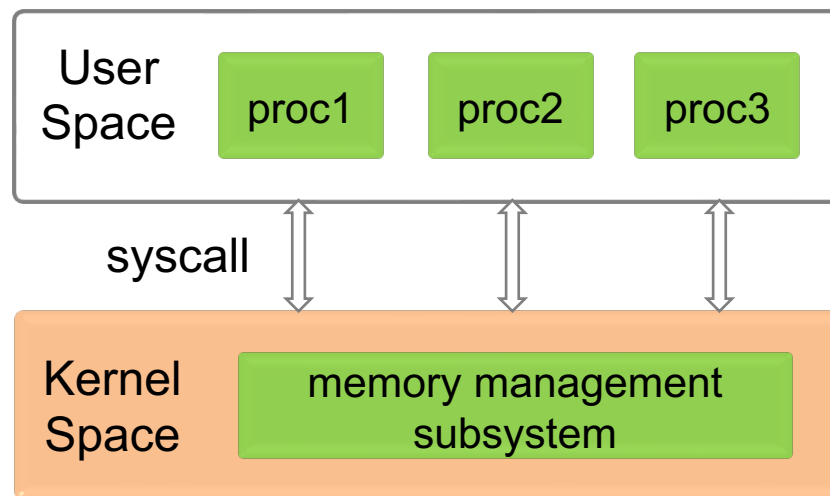 User
Space
proc1
proc2
proc3
syscall
Kernel
Space
memory management
subsystem